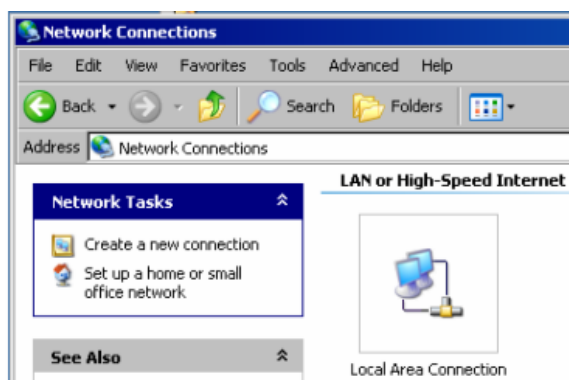 Network Connections
File Edit View Favorites Tools Advanced Help
Back Search Folders
Address Network Connections
Network Tasks
Create a new connection
Set up a home or small
office network
See Also
LAN or High-Speed Internet
Local Area Connection